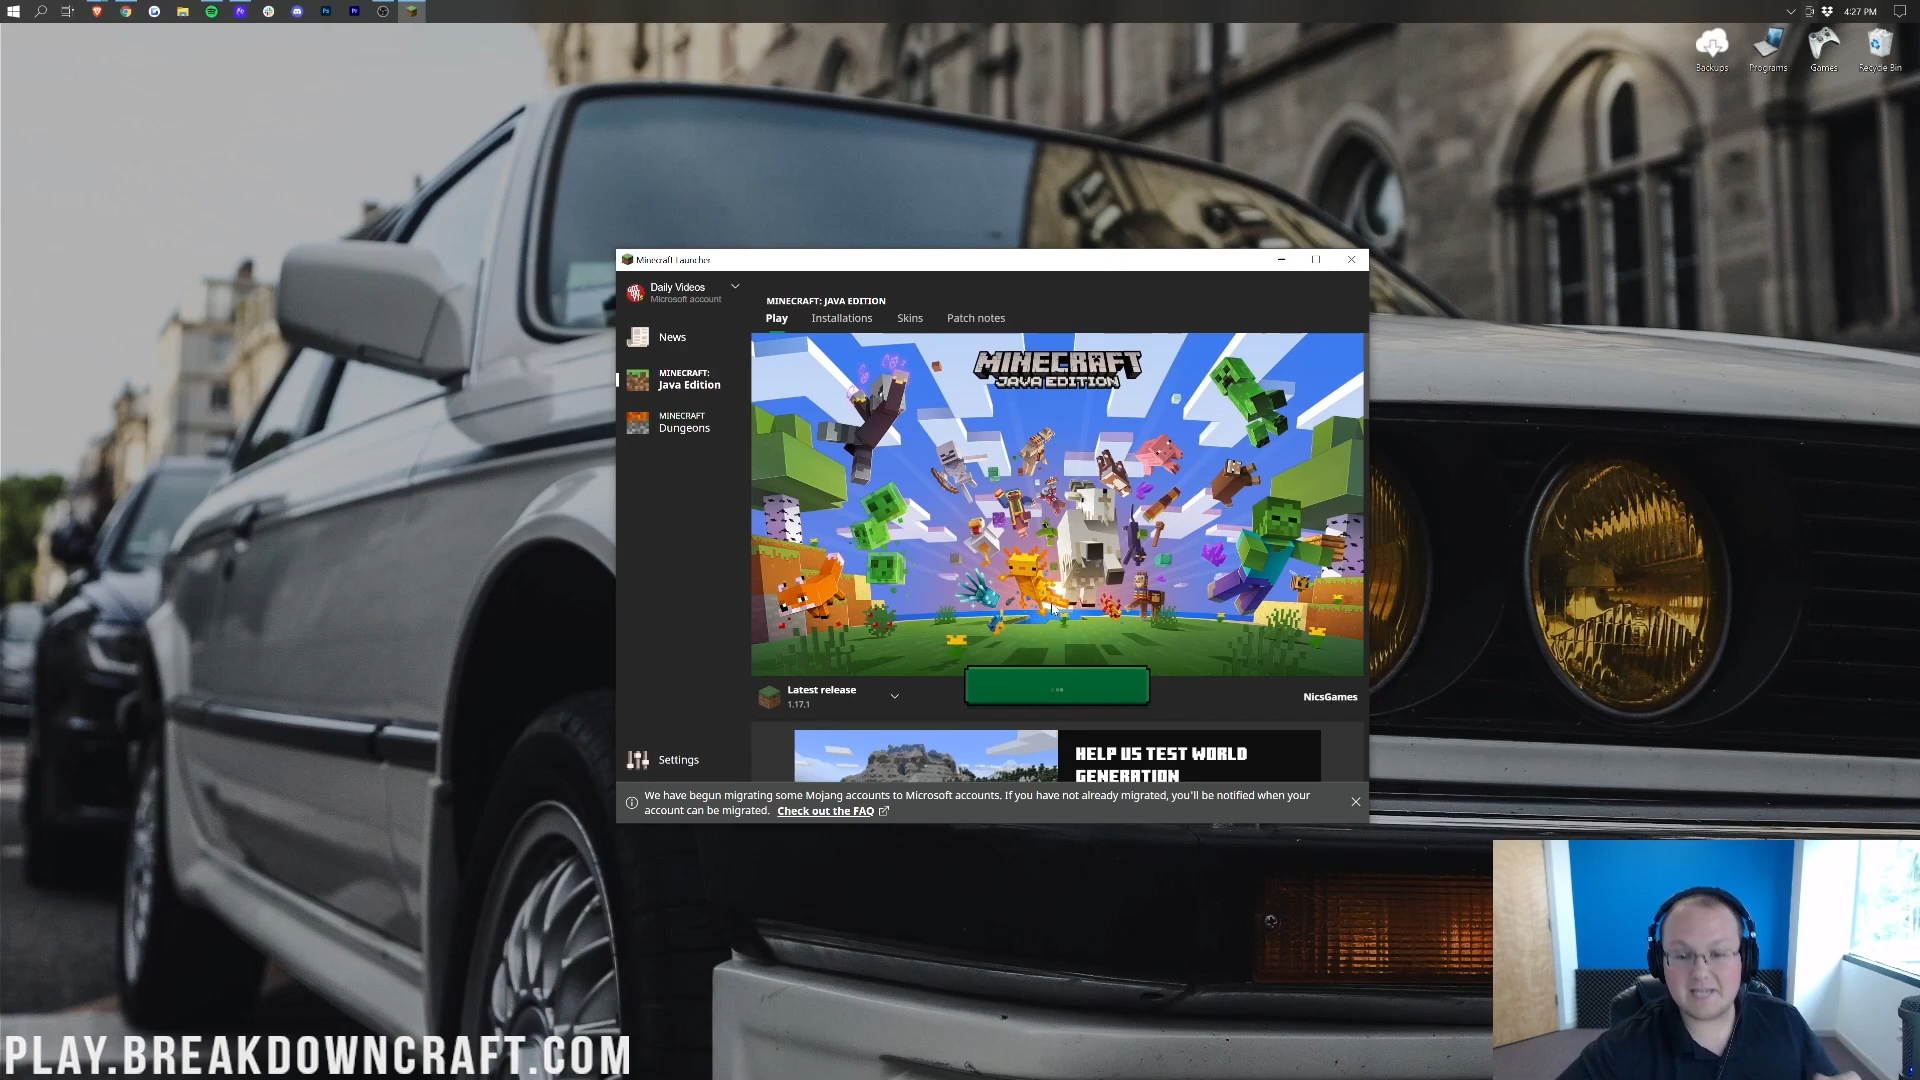 4:27 PM
Backups
Programs
Games
Recycle Bin
Minecraft Launcher
Daily Videos
Microsoft account
News
MINECRAFT:
Java Edition
MINECRAFT
Dungeons
Settings
MINECRAFT: JAVA EDITION
Play
Installations
Skins
Patch notes
MINECRAFT
JAVA EDITION
Latest release
1.17.1
NicsGames
HELP US TEST WORLD
GENERATION
We have begun migrating some Mojang accounts to Microsoft accounts. If you have not already migrated, you'll be notified when your
account can be migrated. Check out the FAQ
PLAY.BREAKDOWNCRAFT.COM